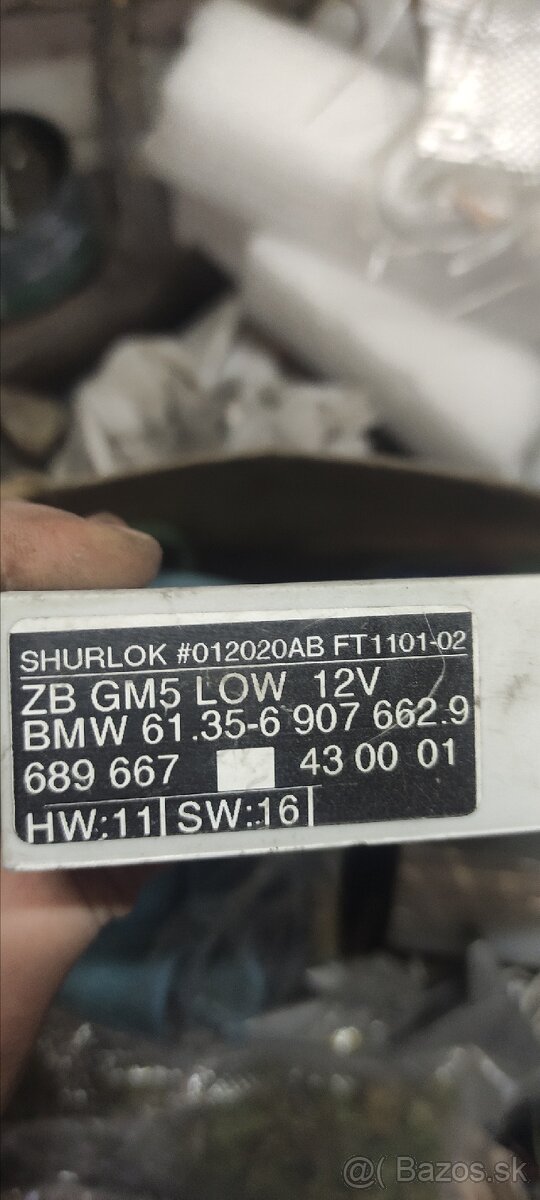 SHURLOK #012020AB FT1101-02
ZB GM5 LOW 12V
BMW 61.35-6 907 662.9
689 667 43 00 01
HW:11 SW:16
@( Bazos.sk